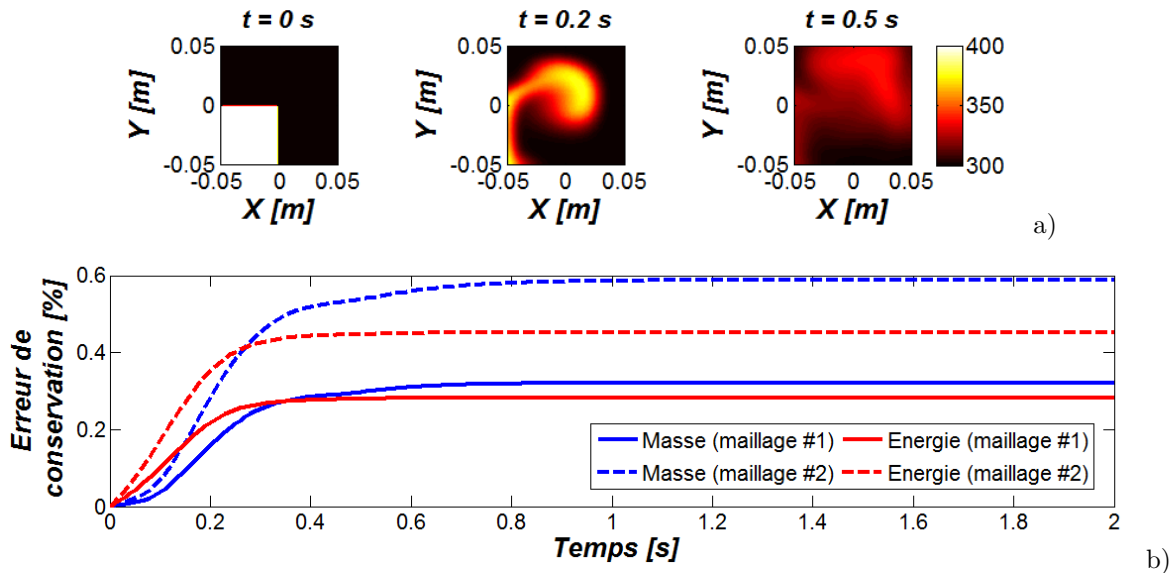 t = 0 s
t = 0.2 s
t = 0.5 s
0.05
0
-0.05
Y [m]
-0.05 0 0.05
X [m]
0.05
0
-0.05
Y [m]
-0.05 0 0.05
X [m]
0.05
0
-0.05
Y [m]
-0.05 0 0.05
X [m]
400
350
300
a)
0.6
0.4
0.2
0
Erreur de
conservation [%]
Masse (maillage #1) Energie (maillage #1)
Masse (maillage #2) Energie (maillage #2)
0 0.2 0.4 0.6 0.8 1 1.2 1.4 1.6 1.8 2
Temps [s]
b)